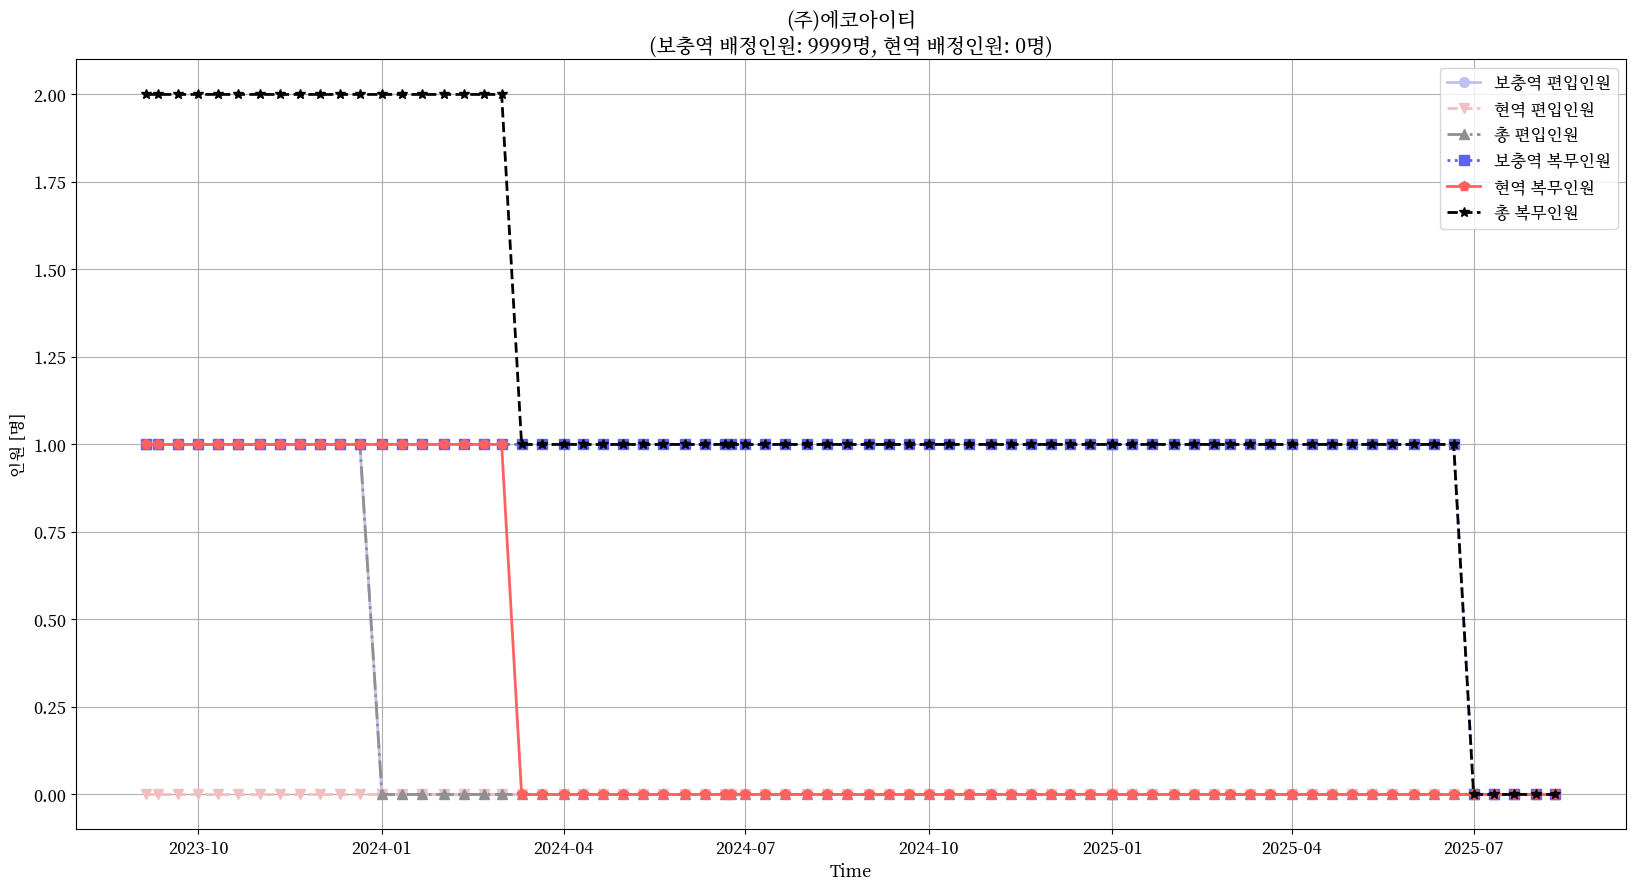 (주)에코아이티
(보충역 배정인원: 9999명, 현역 배정인원: 0명)
보충역 편입인원
현역 편입인원
총 편입인원
보충역 복무인원
현역 복무인원
총 복무인원
2.00
1.75
1.50
1.25
1.00
0.75
0.50
0.25
0.00
인원 [명]
2023-10
2024-01
2024-04
2024-07
2024-10
2025-01
2025-04
2025-07
Time